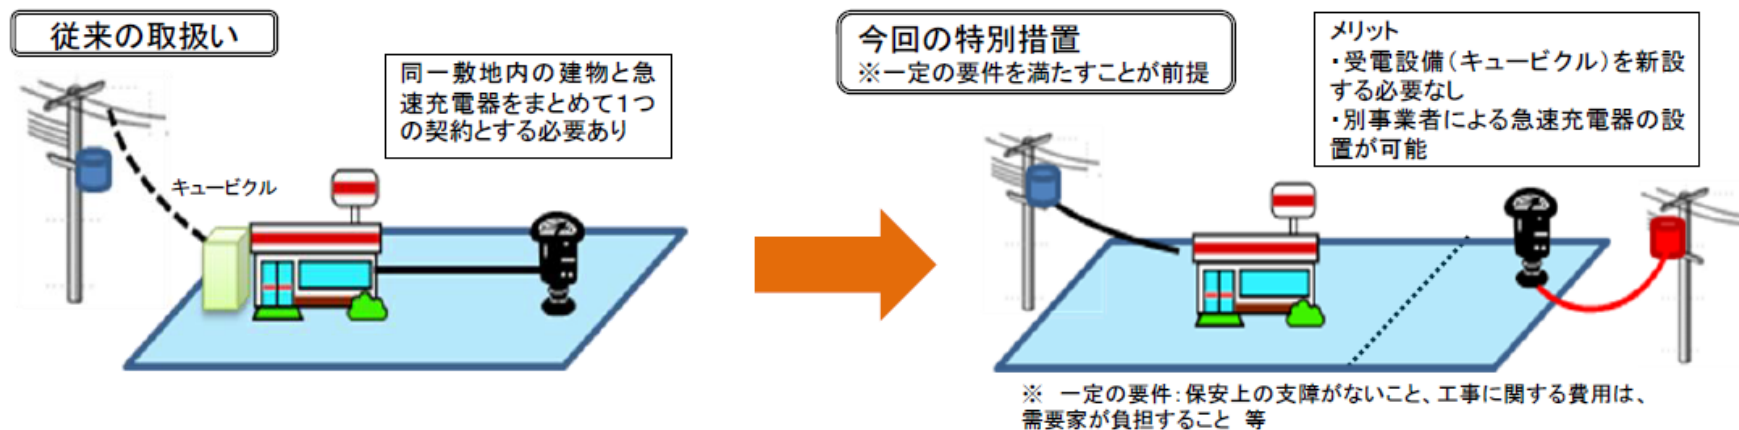 従来の取扱い
同一敷地内の建物と急
速充電器をまとめて１つ
の契約とする必要あり
キュービクル
今回の特別措置
※一定の要件を満たすことが前提
メリット
・受電設備（キュービクル）を新設
する必要なし
・別事業者による急速充電器の設
置が可能
※　一定の要件：保安上の支障がないこと、工事に関する費用は、
需要家が負担すること　等